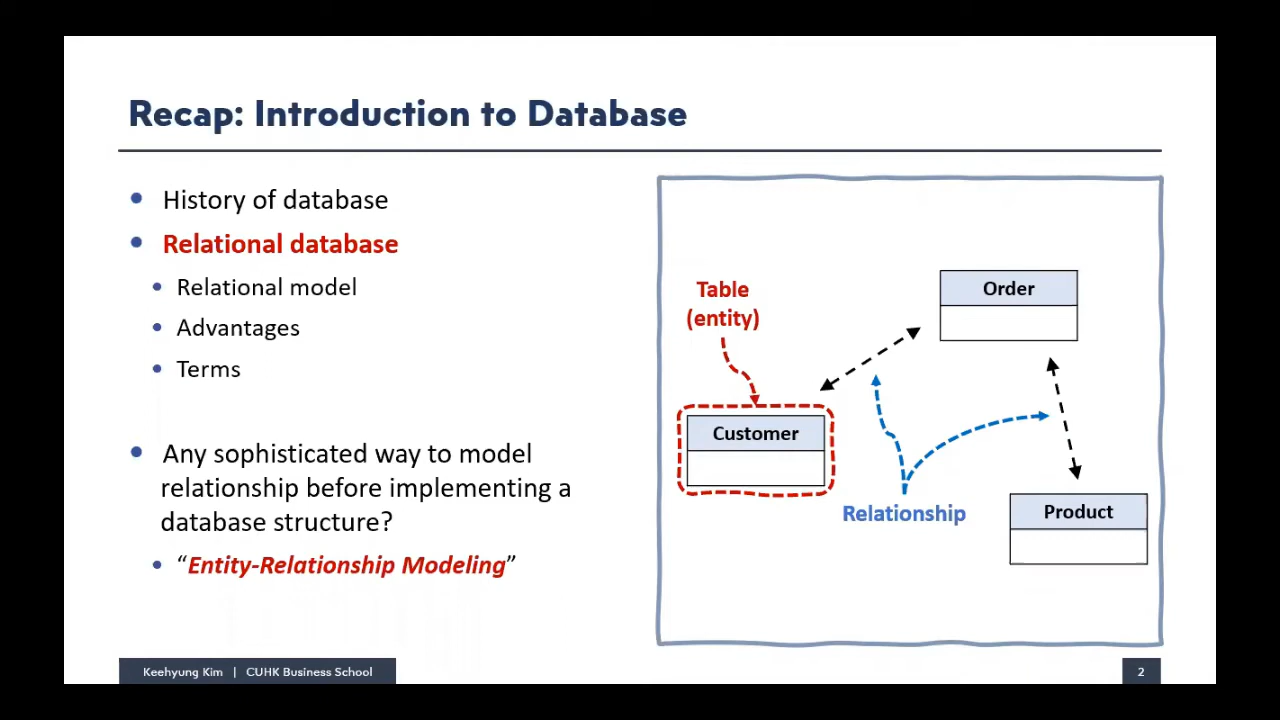 Recap: Introduction to Database
History of database
Relational database
Relational model
Advantages
Terms
Any sophisticated way to model
relationship before implementing a
database structure?
“Entity-Relationship Modeling”
Table
(entity)
Order
Customer
Relationship
Product
Keehyung Kim | CUHK Business School
2